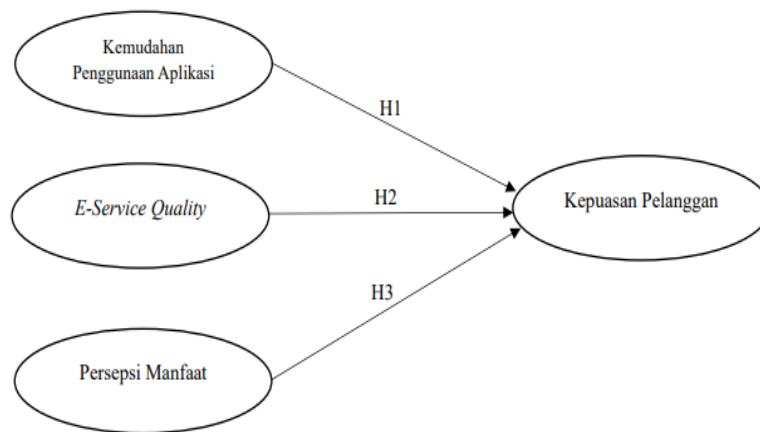 Kemudahan
Penggunaan Aplikasi
H1
E-Service Quality
H2
Kepuasan Pelanggan
H3
Persepsi Manfaat